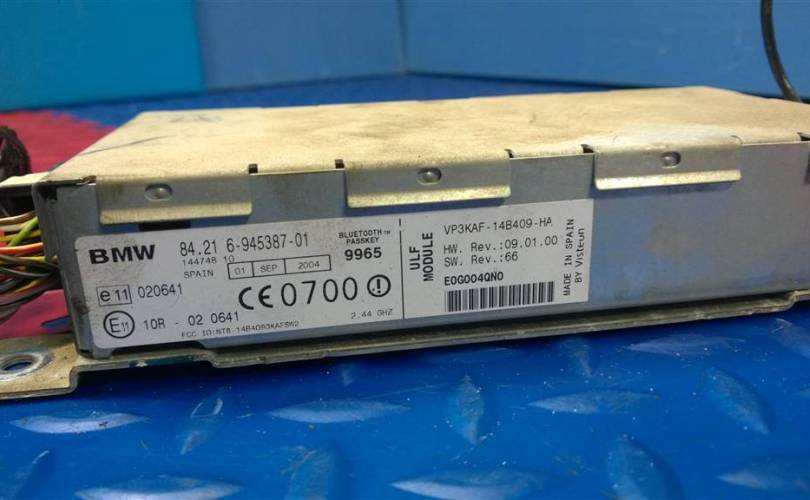 BMW 84.21 6-945387-01
144748 10
SPAIN 01 SEP 2004
BLUETOOTH™
PASSKEY
9965
e11 020641
CE0700
E11 10R - 02 0641
2.44 GHZ
ULF
MODULE
VP3KAF-14B409-HA
HW. Rev.:09.01.00
SW. Rev.:66
E0G004QN0
MADE IN SPAIN
BY Visteon